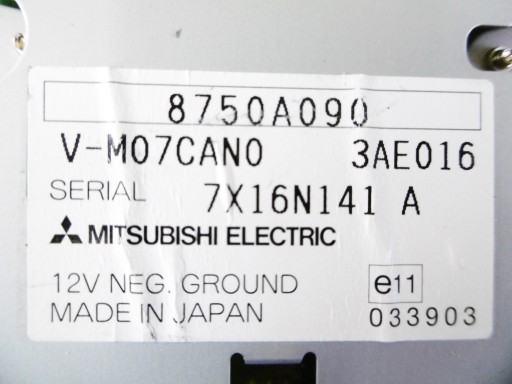 8750A090
V-M07CAN0 3AE016
SERIAL 7X16N141 A
MITSUBISHI ELECTRIC
12V NEG. GROUND e11
MADE IN JAPAN 033903